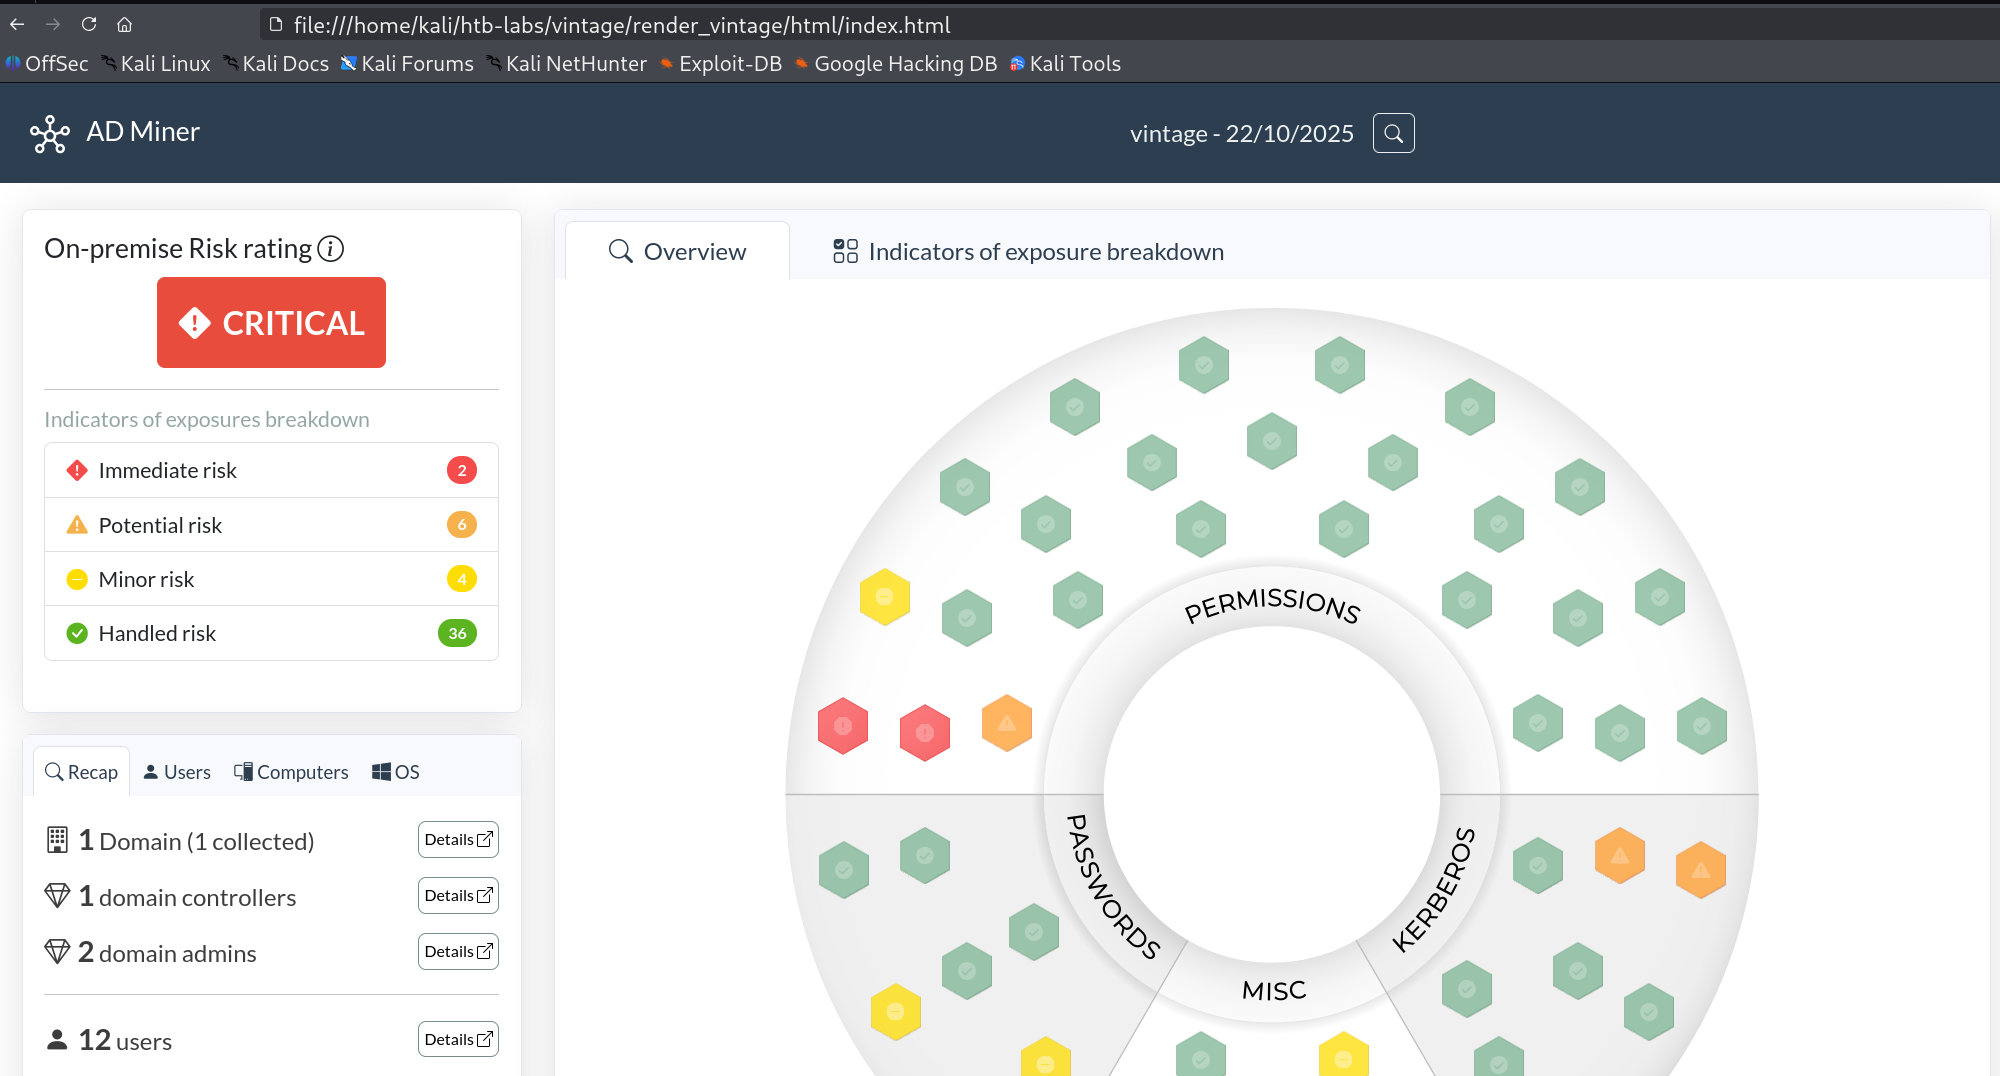 file:///home/kali/htb-labs/vintage/render_vintage/html/index.html
OffSec Kali Linux Kali Docs Kali Forums Kali NetHunter Exploit-DB Google Hacking DB Kali Tools
AD Miner
vintage - 22/10/2025
On-premise Risk rating
CRITICAL
Indicators of exposures breakdown
Immediate risk 2
Potential risk 6
Minor risk 4
Handled risk 36
Recap Users Computers OS
1 Domain (1 collected) Details
1 domain controllers Details
2 domain admins Details
12 users Details
Overview Indicators of exposure breakdown
PERMISSIONS
PASSWORDS
KERBEROS
MISC